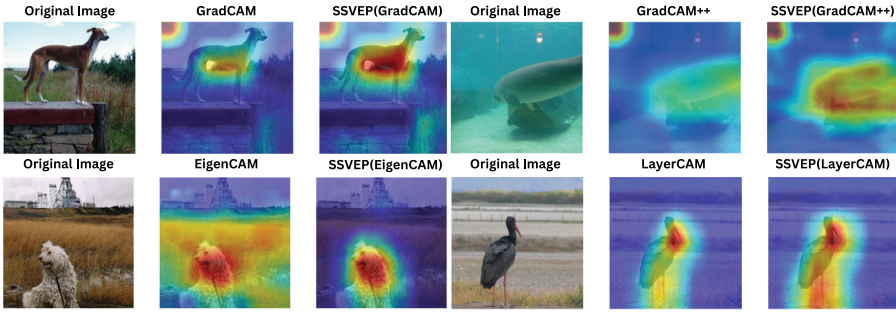 Original Image GradCAM SSVEP(GradCAM) Original Image GradCAM++ SSVEP(GradCAM++)
Original Image EigenCAM SSVEP(EigenCAM) Original Image LayerCAM SSVEP(LayerCAM)